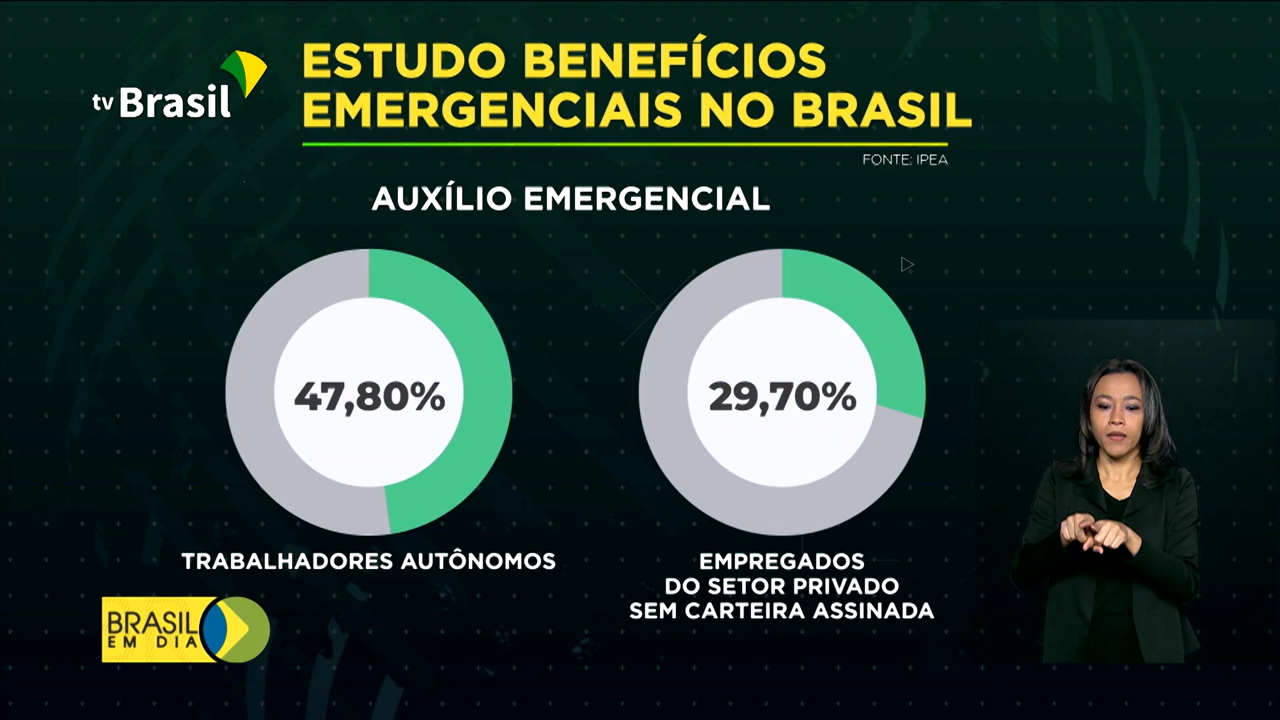 tv Brasil
ESTUDO BENEFÍCIOS
EMERGENCIAIS NO BRASIL
FONTE: IPEA
AUXÍLIO EMERGENCIAL
47,80%
29,70%
TRABALHADORES AUTÔNOMOS
EMPREGADOS
DO SETOR PRIVADO
SEM CARTEIRA ASSINADA
BRASIL
EM DIA